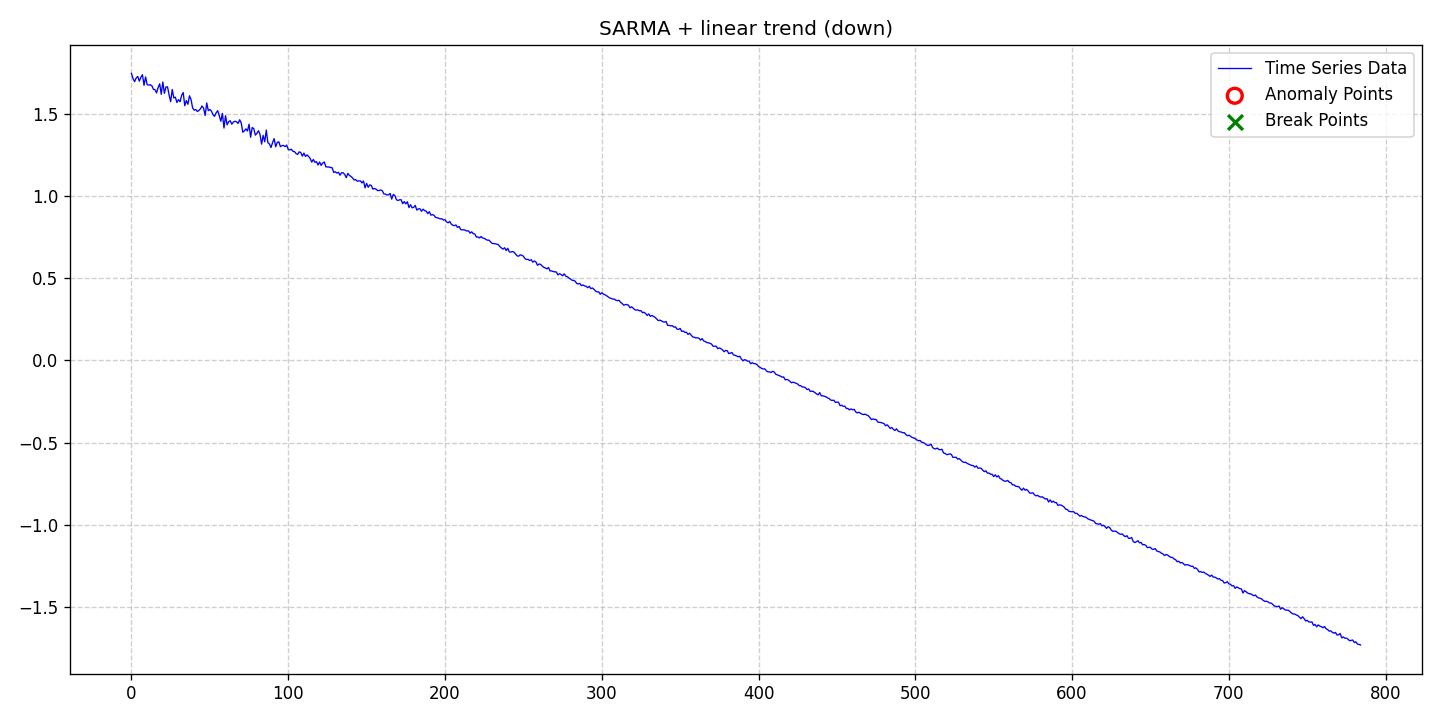 SARMA + linear trend (down)
Time Series Data
Anomaly Points
Break Points
1.5
1.0
0.5
0.0
−0.5
−1.0
−1.5
0 100 200 300 400 500 600 700 800